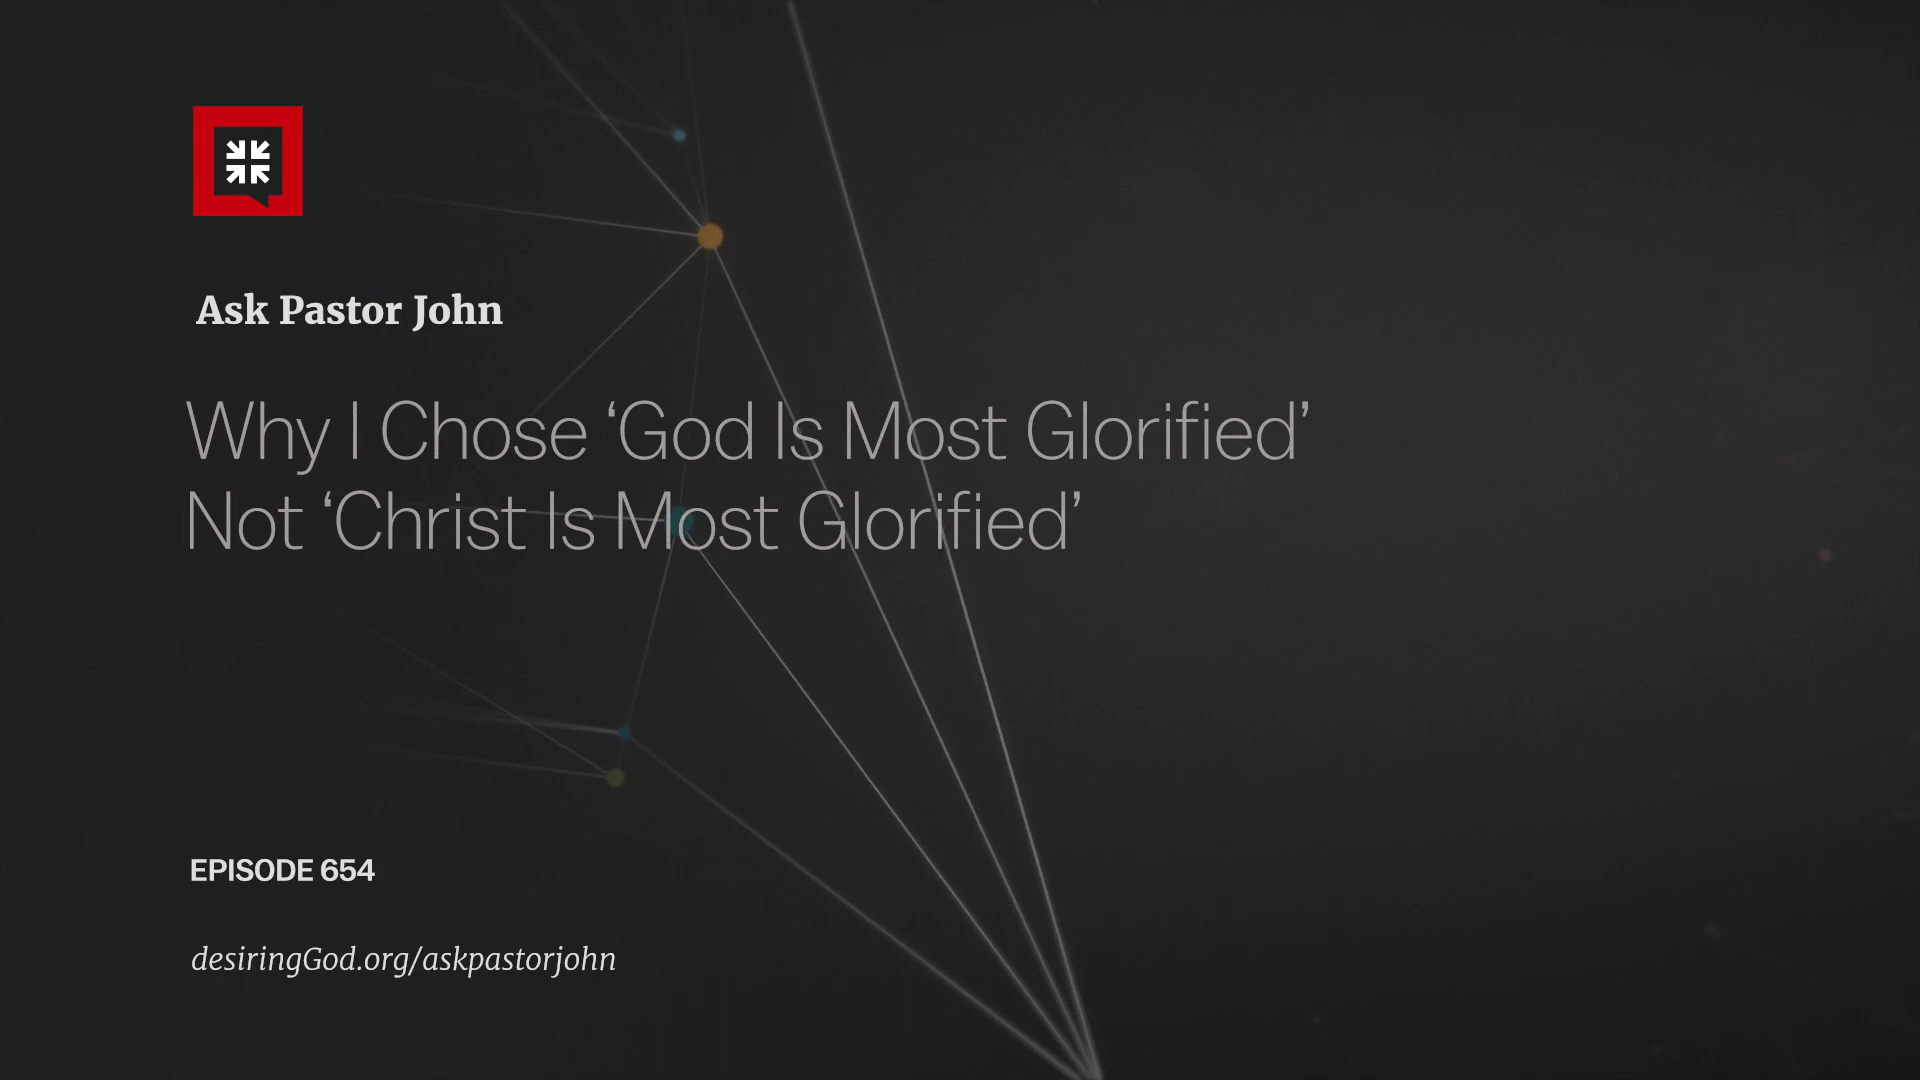 Ask Pastor John
Why I Chose ‘God Is Most Glorified’
Not ‘Christ Is Most Glorified’
EPISODE 654
desiringGod.org/askpastorjohn